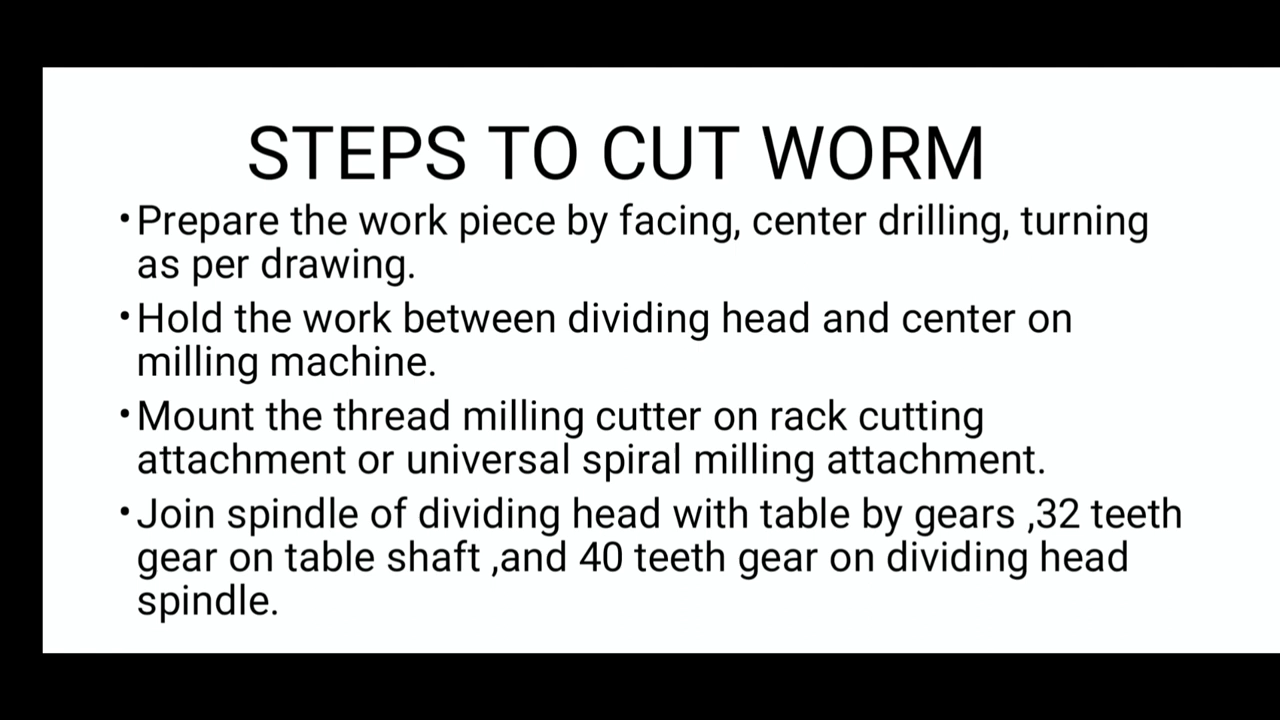 STEPS TO CUT WORM
•Prepare the work piece by facing, center drilling, turning
as per drawing.
•Hold the work between dividing head and center on
milling machine.
•Mount the thread milling cutter on rack cutting
attachment or universal spiral milling attachment.
•Join spindle of dividing head with table by gears ,32 teeth
gear on table shaft ,and 40 teeth gear on dividing head
spindle.